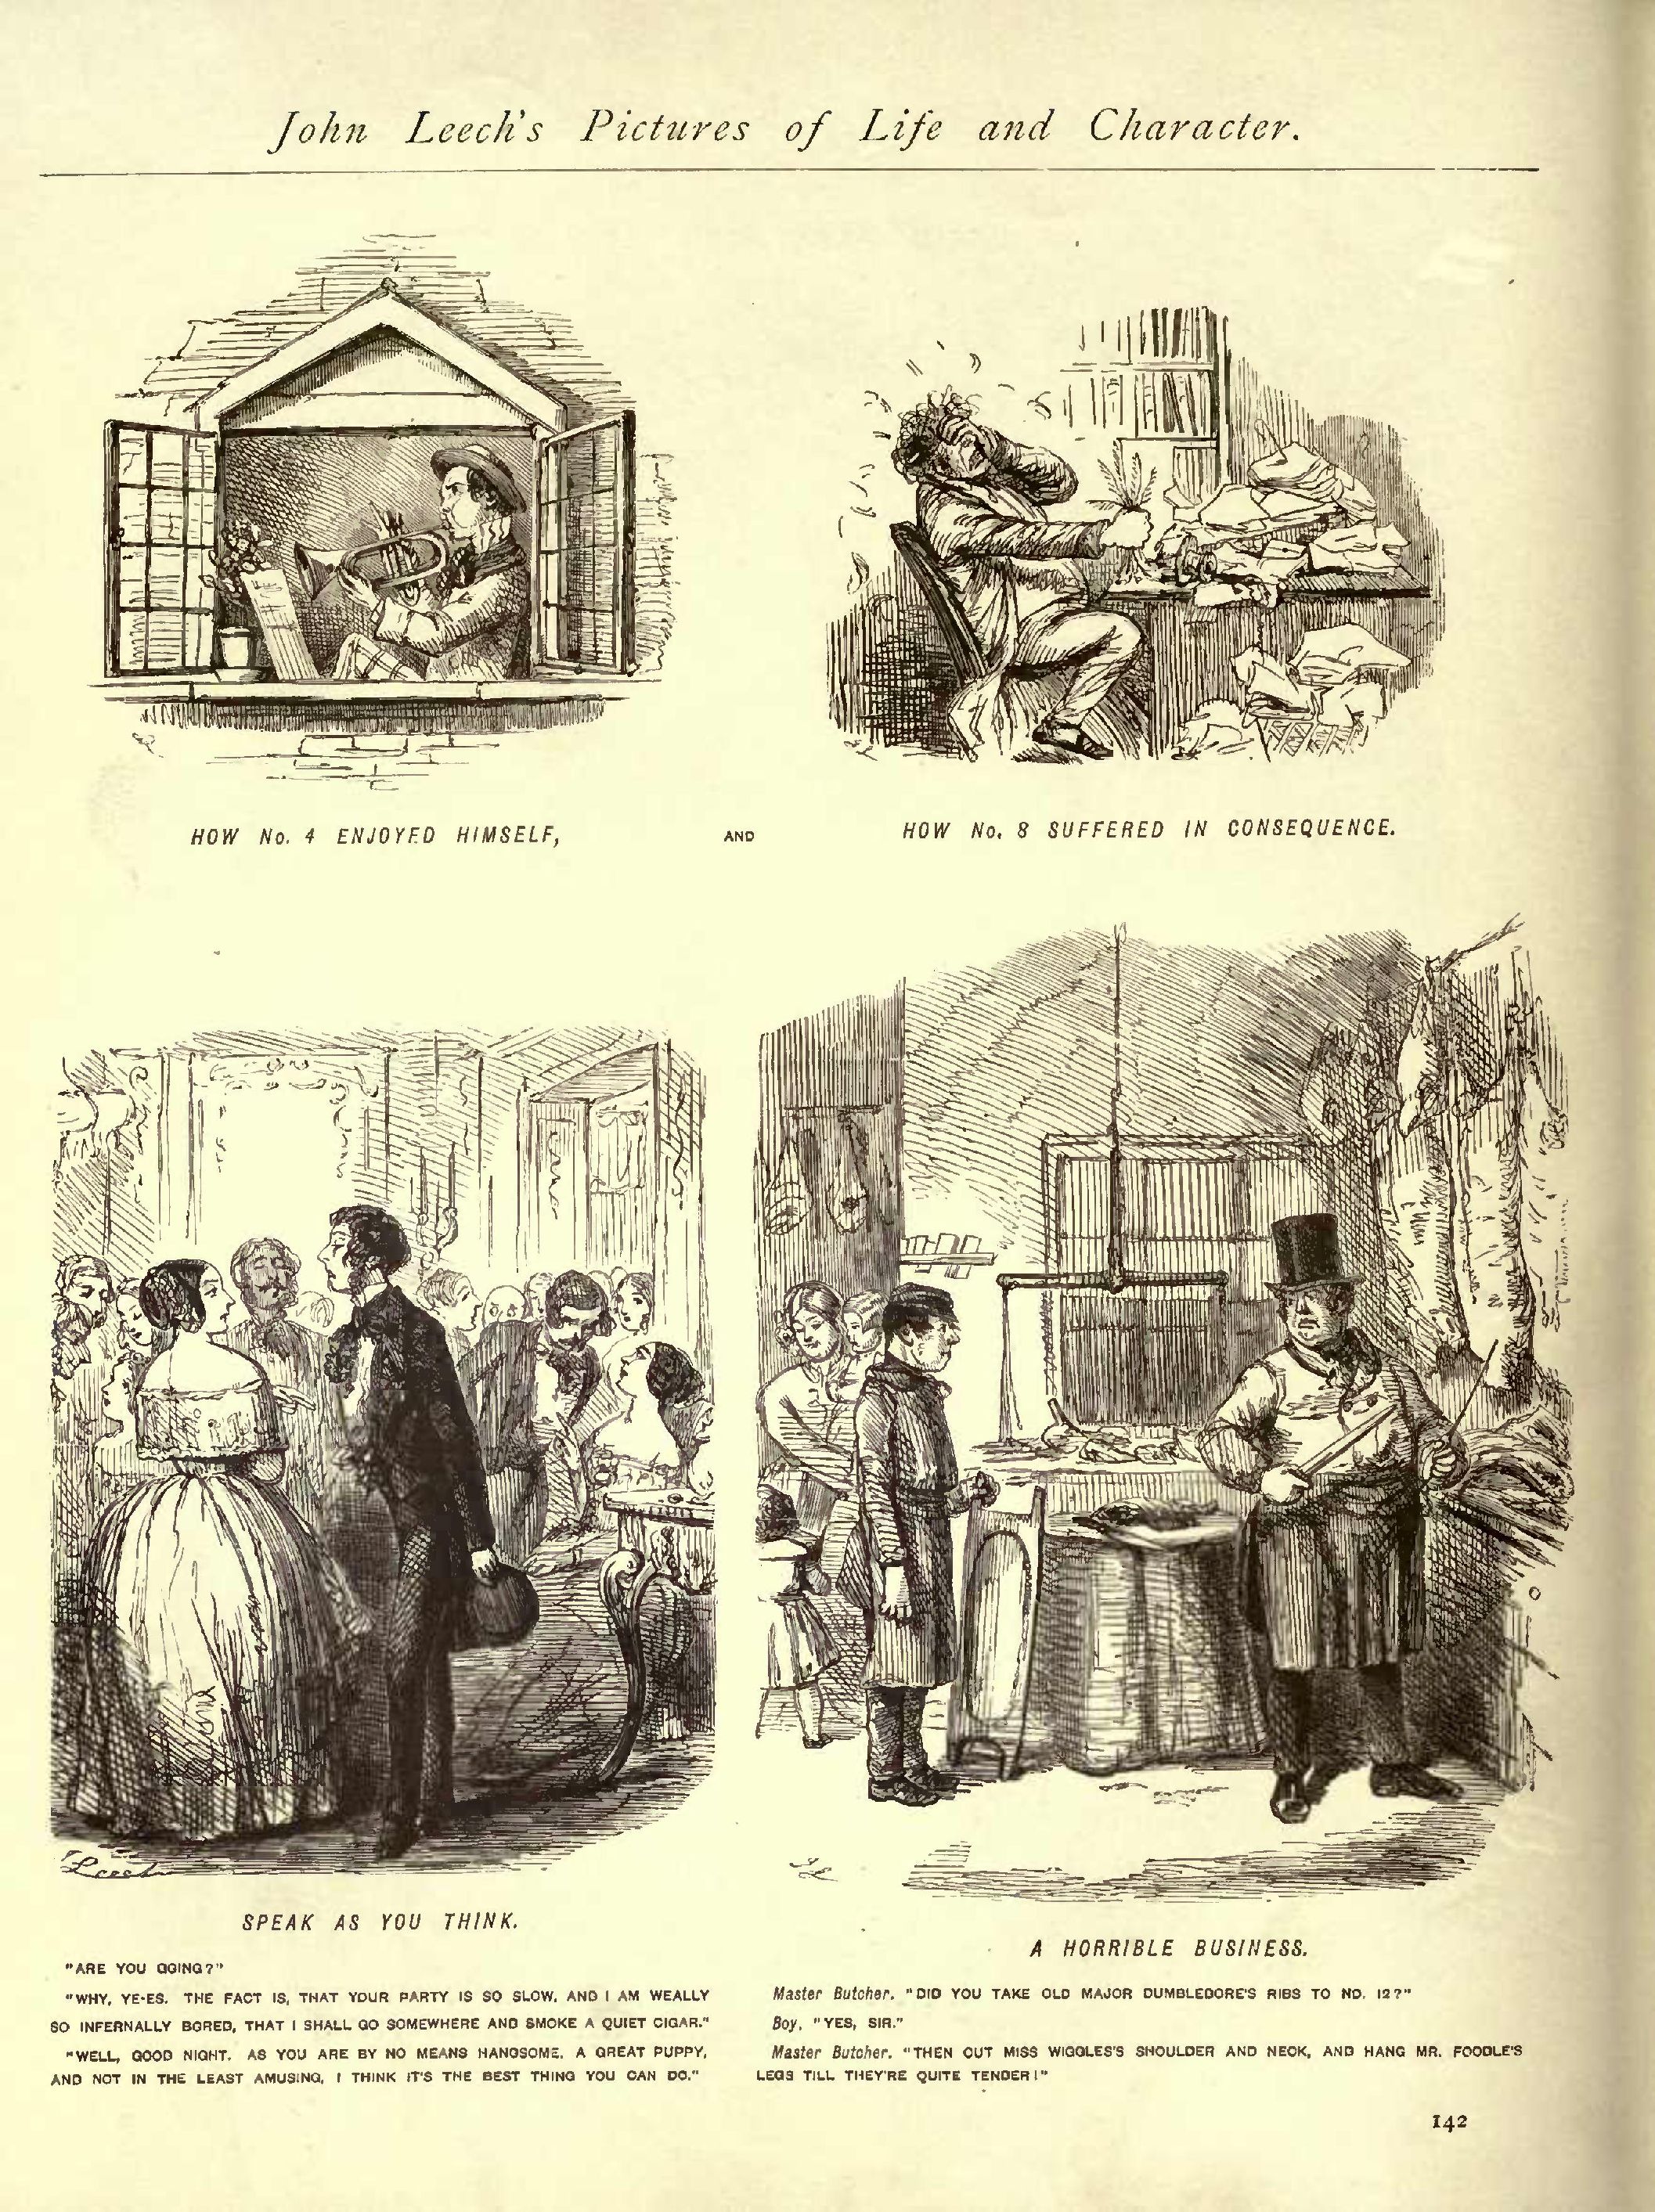 John Leech's Pictures of Life and Character.
HOW No. 4 ENJOYED HIMSELF,
AND
HOW No. 8 SUFFERED IN CONSEQUENCE.
Leech
SPEAK AS YOU THINK.
"ARE YOU GOING?"
"WHY, YE-ES. THE FACT IS, THAT YOUR PARTY IS SO SLOW, AND I AM WEALLY
SO INFERNALLY BORED, THAT I SHALL GO SOMEWHERE AND SMOKE A QUIET CIGAR."
"WELL, GOOD NIGHT. AS YOU ARE BY NO MEANS HANDSOME, A GREAT PUPPY,
AND NOT IN THE LEAST AMUSING, I THINK IT'S THE BEST THING YOU CAN DO."
JL
A HORRIBLE BUSINESS.
Master Butcher. "DID YOU TAKE OLD MAJOR DUMBLEDORE'S RIBS TO NO. 12?"
Boy. "YES, SIR."
Master Butcher. "THEN CUT MISS WIGGLES'S SHOULDER AND NECK, AND HANG MR. FOODLE'S
LEGS TILL THEY'RE QUITE TENDER!"
142